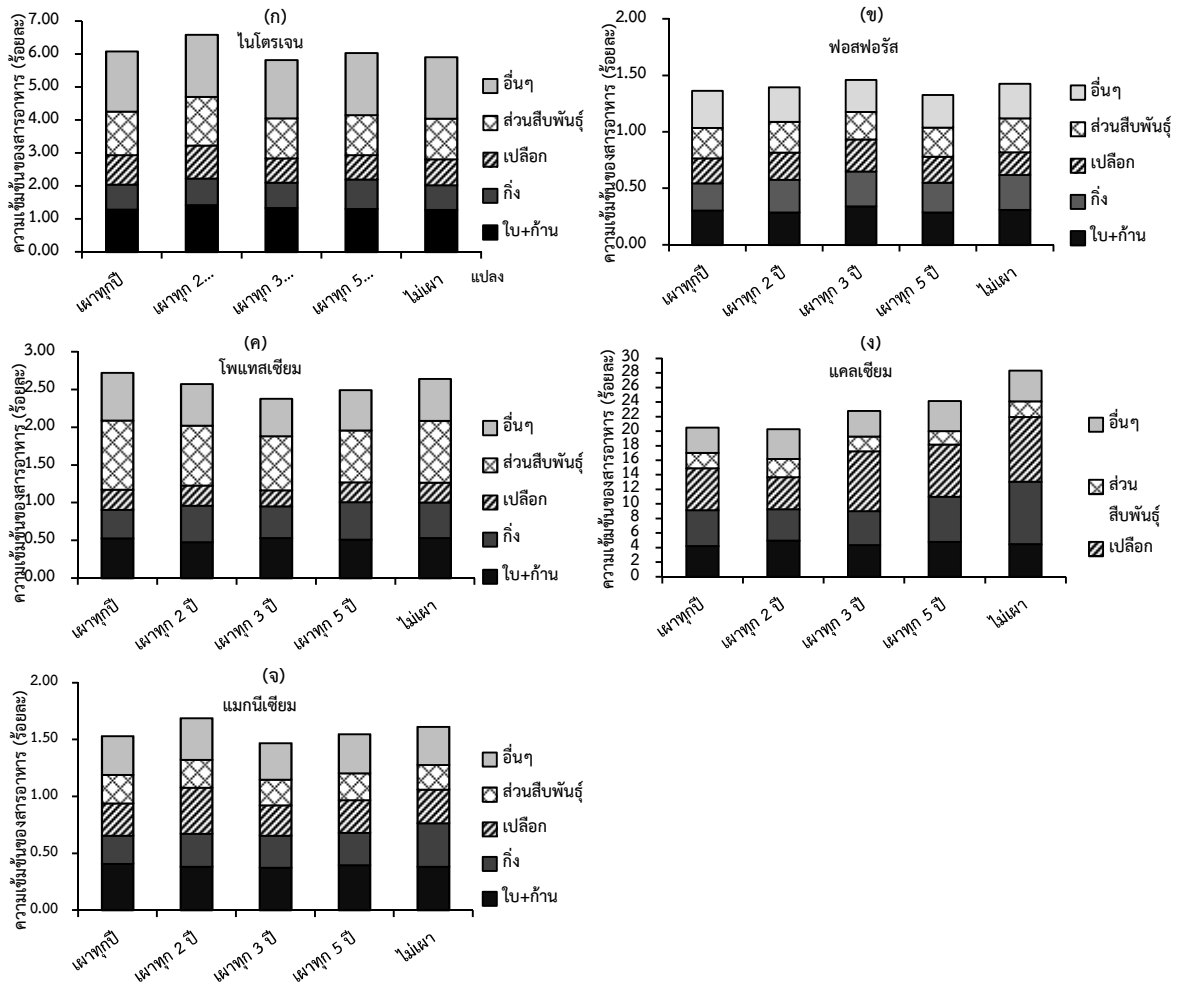 (ก)
ไนโตรเจน
ความเข้มข้นของสารอาหาร (ร้อยละ)
7.00
6.00
5.00
4.00
3.00
2.00
1.00
0.00
เผาทุกปี
เผาทุก 2...
เผาทุก 3...
เผาทุก 5...
ไม่เผา
แปลง
อื่นๆ
ส่วนสืบพันธุ์
เปลือก
กิ่ง
ใบ+ก้าน
(ข)
ฟอสฟอรัส
ความเข้มข้นของสารอาหาร (ร้อยละ)
2.00
1.50
1.00
0.50
0.00
เผาทุกปี
เผาทุก 2 ปี
เผาทุก 3 ปี
เผาทุก 5 ปี
ไม่เผา
อื่นๆ
ส่วนสืบพันธุ์
เปลือก
กิ่ง
ใบ+ก้าน
(ค)
โพแทสเซียม
ความเข้มข้นของสารอาหาร (ร้อยละ)
3.00
2.50
2.00
1.50
1.00
0.50
0.00
เผาทุกปี
เผาทุก 2 ปี
เผาทุก 3 ปี
เผาทุก 5 ปี
ไม่เผา
อื่นๆ
ส่วนสืบพันธุ์
เปลือก
กิ่ง
ใบ+ก้าน
(ง)
แคลเซียม
ความเข้มข้นของสารอาหาร (ร้อยละ)
30
28
26
24
22
20
18
16
14
12
10
8
6
4
2
0
เผาทุกปี
เผาทุก 2 ปี
เผาทุก 3 ปี
เผาทุก 5 ปี
ไม่เผา
อื่นๆ
ส่วน
สืบพันธุ์
เปลือก
(จ)
แมกนีเซียม
ความเข้มข้นของสารอาหาร (ร้อยละ)
2.00
1.50
1.00
0.50
0.00
เผาทุกปี
เผาทุก 2 ปี
เผาทุก 3 ปี
เผาทุก 5 ปี
ไม่เผา
อื่นๆ
ส่วนสืบพันธุ์
เปลือก
กิ่ง
ใบ+ก้าน